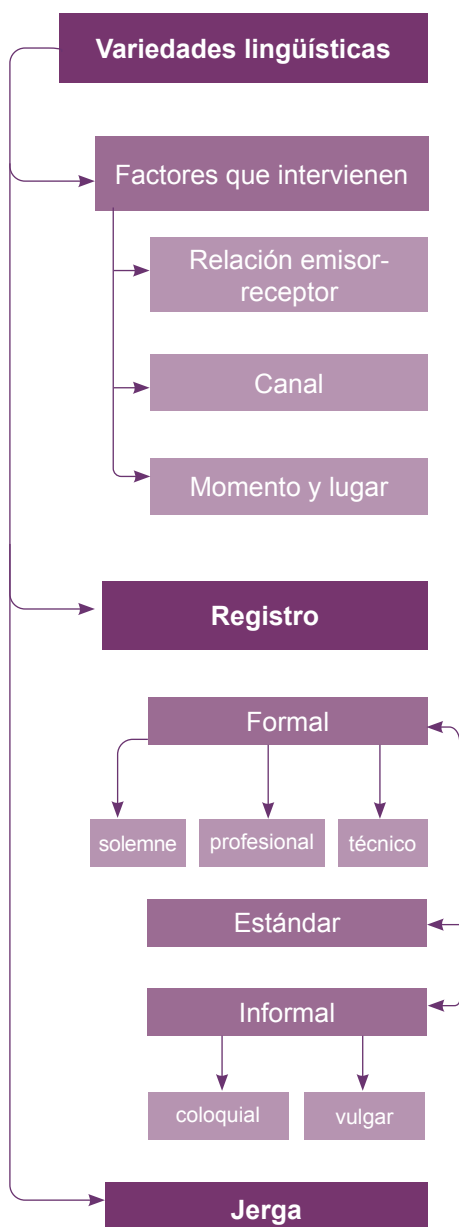 Variedades lingüísticas
Factores que intervienen
Relación emisor-
receptor
Canal
Momento y lugar
Registro
Formal
solemne
profesional
técnico
Estándar
Informal
coloquial
vulgar
Jerga